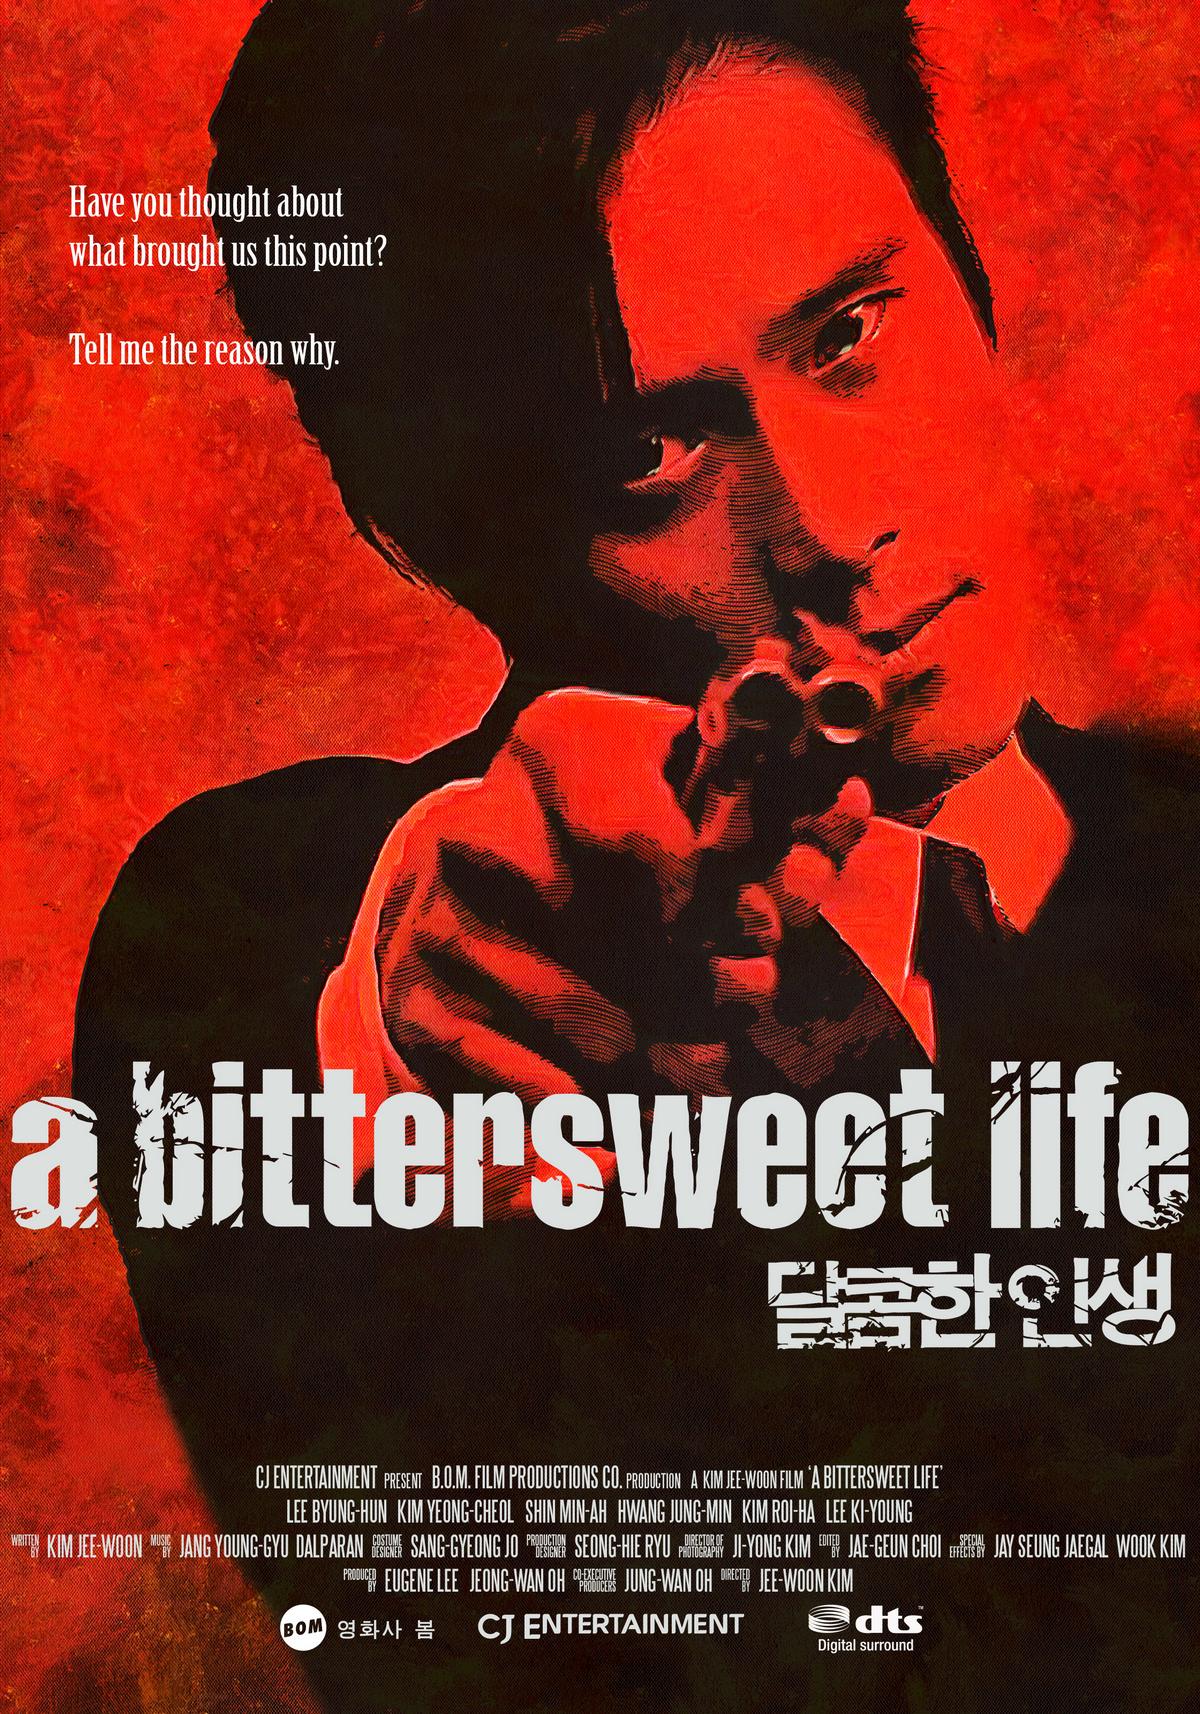 Have you thought about
what brought us this point?
Tell me the reason why.
a bittersweet life
달콤한 인생
CJ ENTERTAINMENT PRESENT B.O.M. FILM PRODUCTIONS CO. PRODUCTION A KIM JEE-WOON FILM 'A BITTERSWEET LIFE'
LEE BYUNG-HUN KIM YEONG-CHEOL SHIN MIN-AH HWANG JUNG-MIN KIM ROI-HA LEE KI-YOUNG
WRITTEN BY KIM JEE-WOON MUSIC BY JANG YOUNG-GYU DALPARAN COSTUME DESIGNER SANG-GYEONG JO PRODUCTION DESIGNER SEONG-HIE RYU DIRECTOR OF PHOTOGRAPHY JI-YONG KIM EDITED BY JAE-GEUN CHOI SPECIAL EFFECTS BY JAY SEUNG JAEGAL WOOK KIM
PRODUCED BY EUGENE LEE JEONG-WAN OH CO-EXECUTIVE PRODUCERS JUNG-WAN OH DIRECTED BY JEE-WOON KIM
BOM 영화사 봄 CJ ENTERTAINMENT dts™
Digital surround